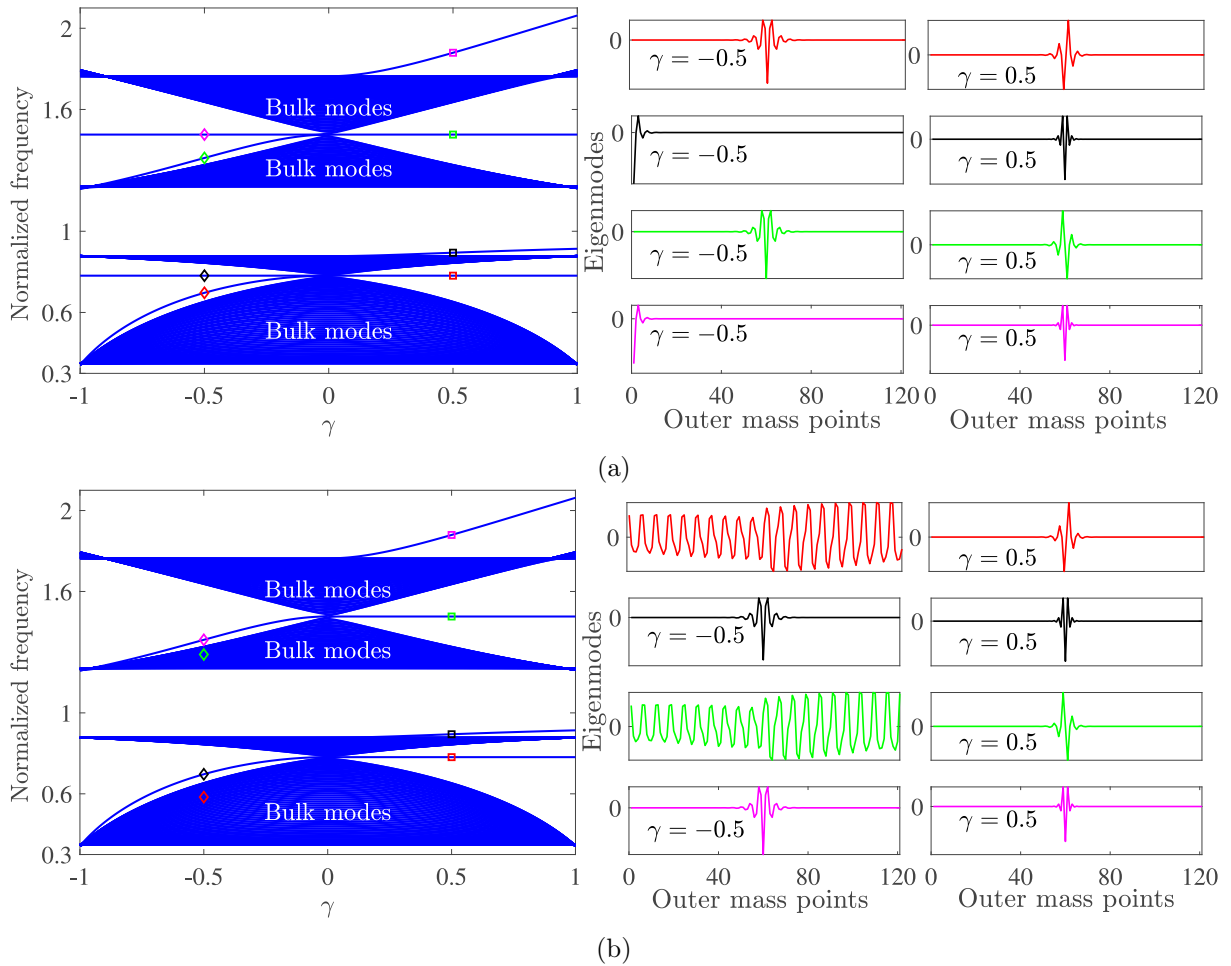 Normalized frequency
2
1.6
1
0.6
0.3
Bulk modes
Bulk modes
Bulk modes
-1
-0.5
0
0.5
1
γ
Eigenmodes
0
γ = −0.5
0
γ = −0.5
0
γ = −0.5
0
γ = −0.5
0
40
80
120
Outer mass points
0
γ = 0.5
0
γ = 0.5
0
γ = 0.5
0
γ = 0.5
0
40
80
120
Outer mass points
(a)
Normalized frequency
2
1.6
1
0.6
0.3
Bulk modes
Bulk modes
Bulk modes
-1
-0.5
0
0.5
1
γ
Eigenmodes
0
0
γ = −0.5
0
0
γ = −0.5
0
40
80
120
Outer mass points
0
γ = 0.5
0
γ = 0.5
0
γ = 0.5
0
γ = 0.5
0
40
80
120
Outer mass points
(b)